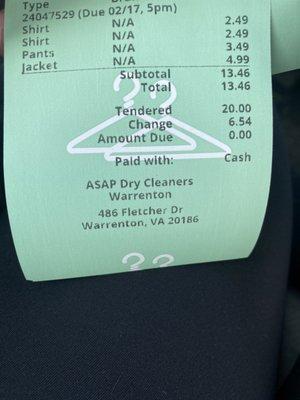 Type
24047529 (Due 02/17, 5pm)
Shirt N/A 2.49
Shirt N/A 2.49
Pants N/A 3.49
Jacket N/A 4.99
Subtotal 13.46
Total 13.46
Tendered 20.00
Change 6.54
Amount Due 0.00
Paid with: Cash
ASAP Dry Cleaners
Warrenton
486 Fletcher Dr
Warrenton, VA 20186